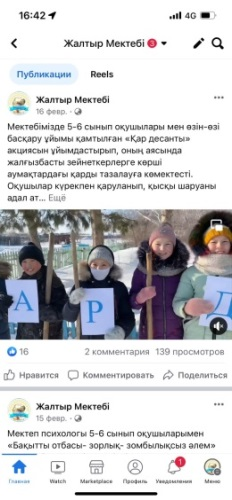 16:42
4G
Жалтыр Мектебі 3
Публикации
Reels
Жалтыр Мектебі
16 февр. ·
Мектебімізде 5-6 сынып оқушылары мен өзін-өзі
басқару ұйымы қамтылған «Қар десанты»
акциясын ұйымдастырып, оның аясында
жалғызбасты зейнеткерлерге көрші
аумақтардағы қарды тазалауға көмектесті.
Оқушылар күрекпен қаруланып, қысқы шаруаны
адал ат... Ещё
А Р Д
16
2 комментария 139 просмотров
Нравится Комментировать Поделиться
Жалтыр Мектебі
15 февр. ·
Мектеп психологы 5-6 сынып оқушыларымен
«Бақытты отбасы- зорлық- зомбылықсыз әлем»
1
Главная Watch Marketplace Профиль Уведомления Меню